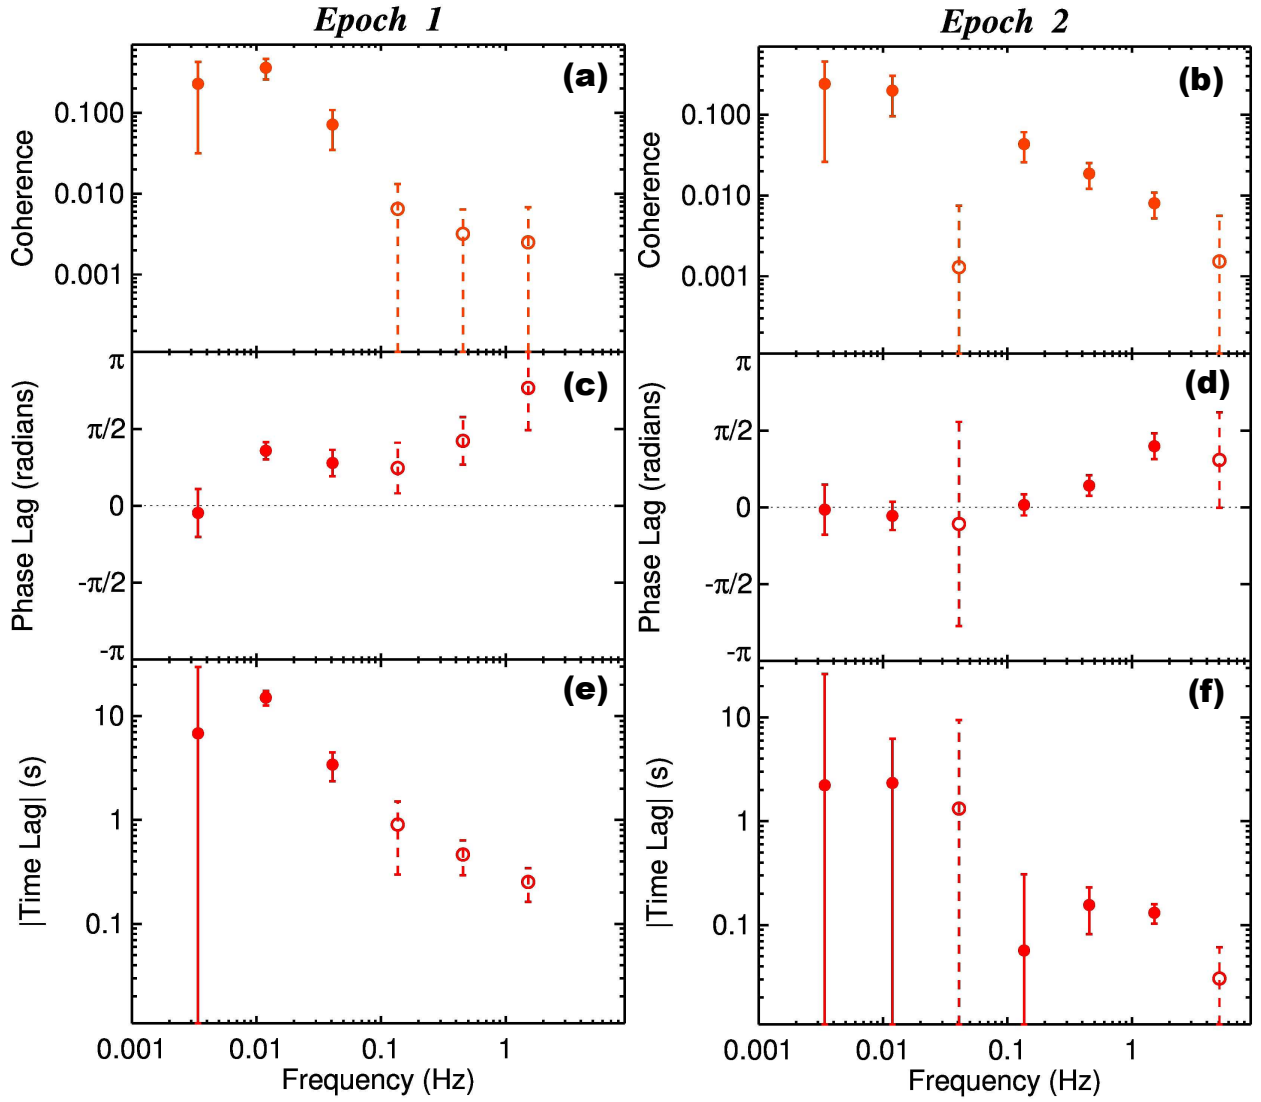 Epoch 1
Epoch 2
(a)
0.100
0.010
0.001
Coherence
(b)
0.100
0.010
0.001
Coherence
(c)
π
π/2
0
-π/2
-π
Phase Lag (radians)
(d)
π
π/2
0
-π/2
-π
Phase Lag (radians)
(e)
10
1
0.1
|Time Lag| (s)
(f)
10
1
0.1
|Time Lag| (s)
0.001 0.01 0.1 1
Frequency (Hz)
0.001 0.01 0.1 1
Frequency (Hz)